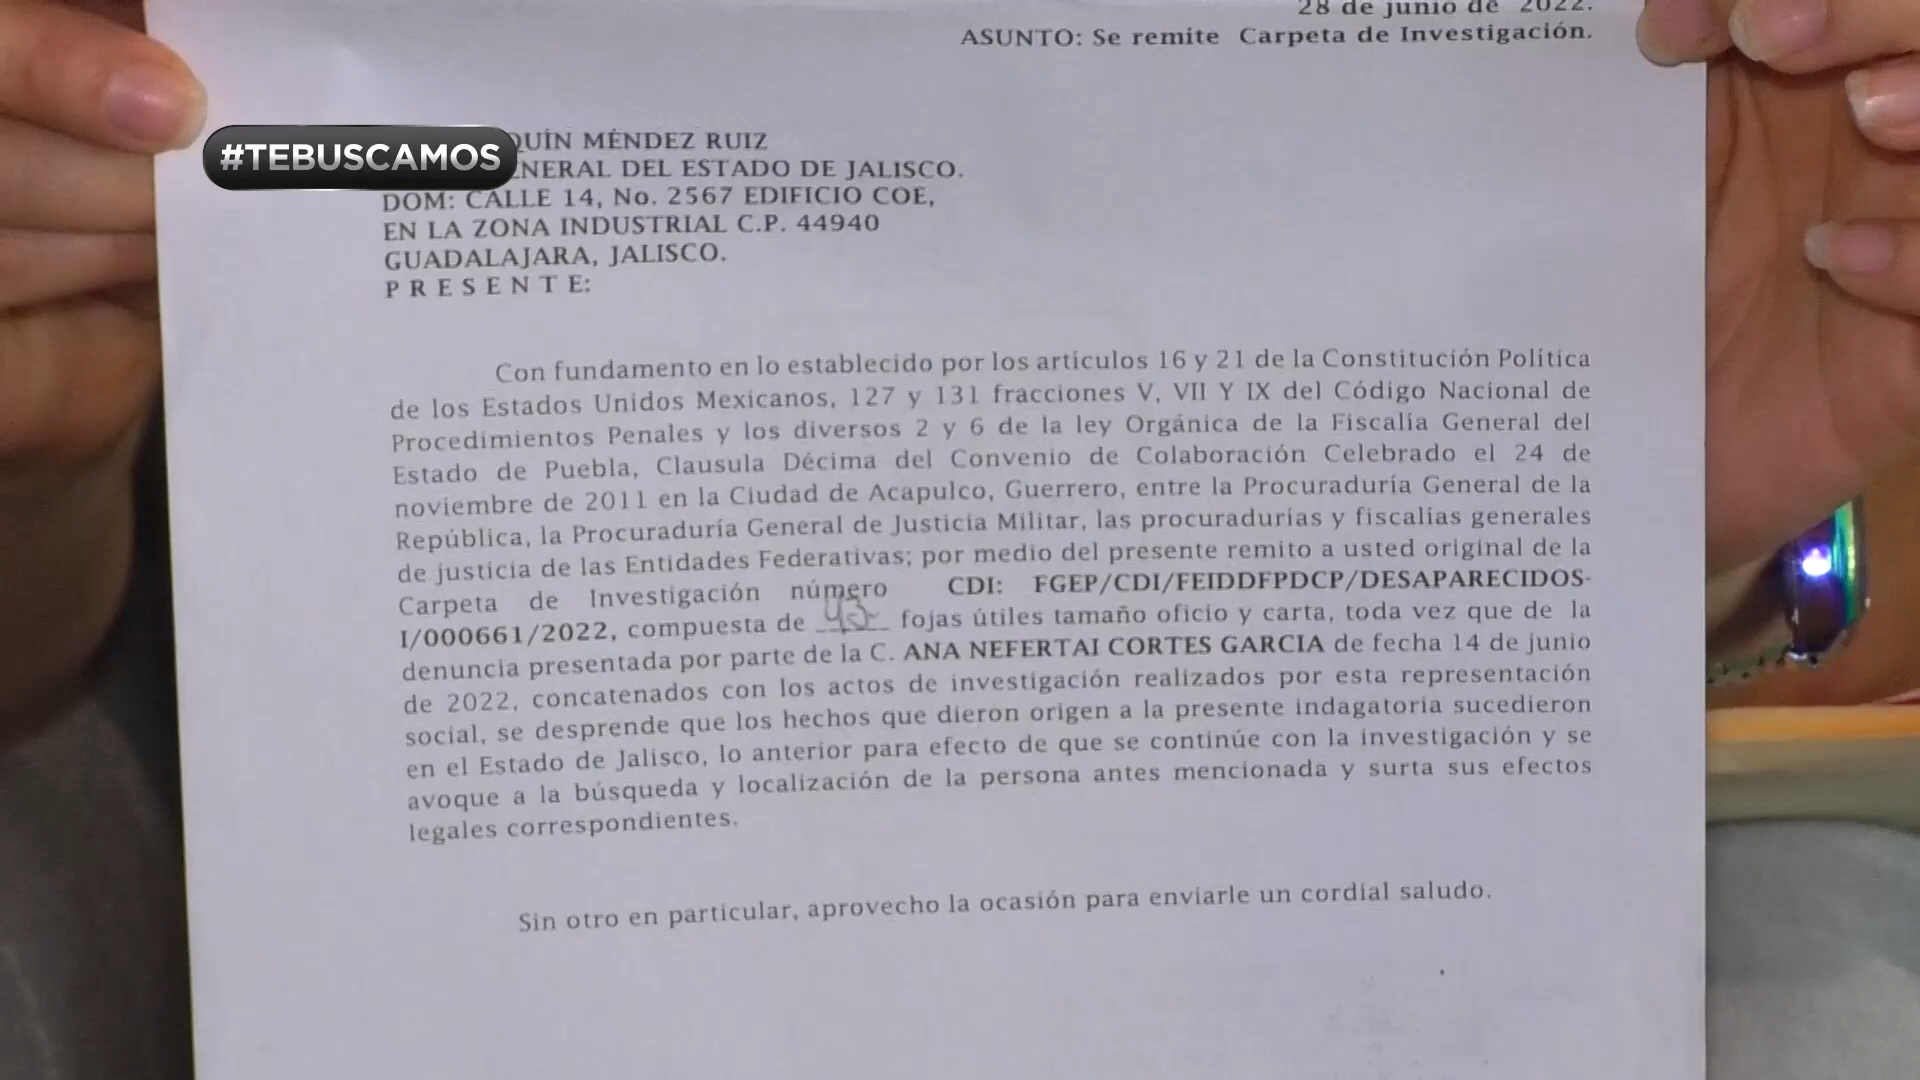 28 de junio de 2022.
ASUNTO: Se remite Carpeta de Investigación.
#TEBUSCAMOS
QUÍN MÉNDEZ RUIZ
NERAL DEL ESTADO DE JALISCO.
DOM: CALLE 14, No. 2567 EDIFICIO COE,
EN LA ZONA INDUSTRIAL C.P. 44940
GUADALAJARA, JALISCO.
P R E S E N T E:
Con fundamento en lo establecido por los artículos 16 y 21 de la Constitución Política
de los Estados Unidos Mexicanos, 127 y 131 fracciones V, VII Y IX del Código Nacional de
Procedimientos Penales y los diversos 2 y 6 de la ley Orgánica de la Fiscalía General del
Estado de Puebla, Clausula Décima del Convenio de Colaboración Celebrado el 24 de
noviembre de 2011 en la Ciudad de Acapulco, Guerrero, entre la Procuraduría General de la
República, la Procuraduría General de Justicia Militar, las procuradurías y fiscalías generales
de justicia de las Entidades Federativas; por medio del presente remito a usted original de la
Carpeta de Investigación número CDI: FGEP/CDI/FEIDDFPDCP/DESAPARECIDOS-
I/000661/2022, compuesta de fojas útiles tamaño oficio y carta, toda vez que de la
denuncia presentada por parte de la C. ANA NEFERTAI CORTES GARCIA de fecha 14 de junio
de 2022, concatenados con los actos de investigación realizados por esta representación
social, se desprende que los hechos que dieron origen a la presente indagatoria sucedieron
en el Estado de Jalisco, lo anterior para efecto de que se continúe con la investigación y se
avoque a la búsqueda y localización de la persona antes mencionada y surta sus efectos
legales correspondientes.
Sin otro en particular, aprovecho la ocasión para enviarle un cordial saludo.